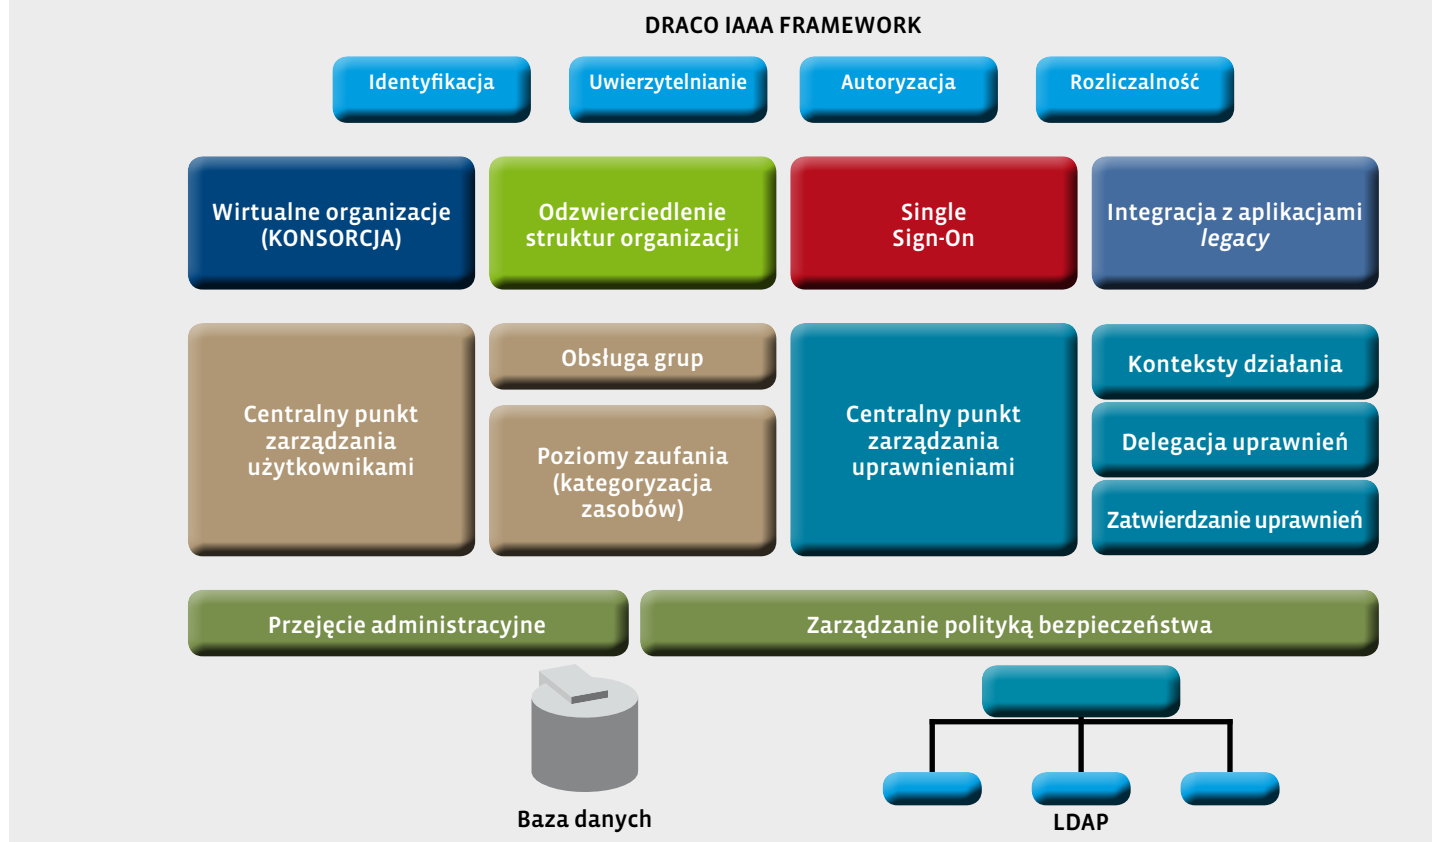 DRACO IAAA FRAMEWORK
Identyfikacja
Uwierzytelnianie
Autoryzacja
Rozliczalność
Wirtualne organizacje
(KONSORCJA)
Odzwierciedlenie
struktur organizacji
Single
Sign-On
Integracja z aplikacjami
legacy
Centralny punkt
zarządzania
użytkownikami
Obsługa grup
Poziomy zaufania
(kategoryzacja
zasobów)
Centralny punkt
zarządzania
uprawnieniami
Konteksty działania
Delegacja uprawnień
Zatwierdzanie uprawnień
Przejęcie administracyjne
Zarządzanie polityką bezpieczeństwa
Baza danych
LDAP